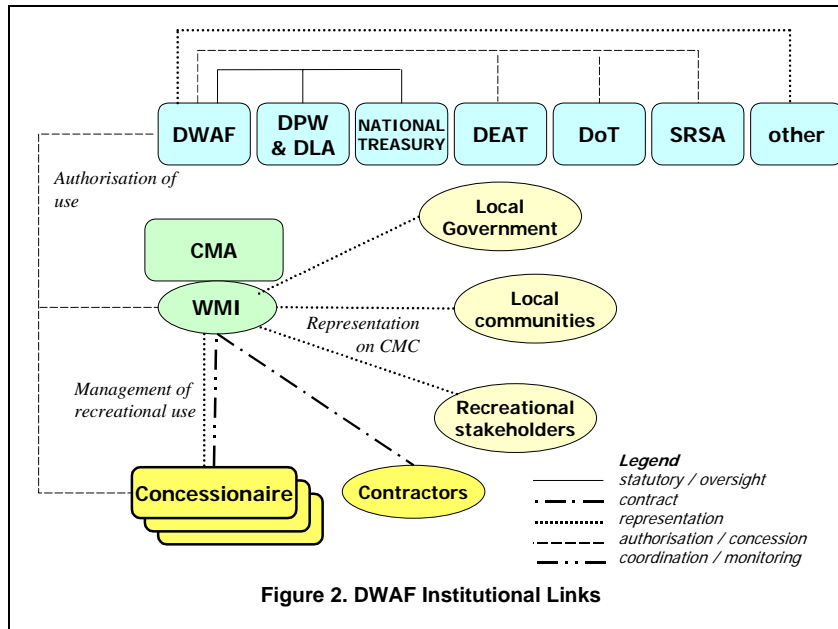 DWAF
DPW
& DLA
NATIONAL
TREASURY
DEAT
DoT
SRSA
other
Authorisation of
use
Local
Government
CMA
WMI
Local
communities
Representation
on CMC
Management of
recreational use
Recreational
stakeholders
Concessionaire
Contractors
Legend
statutory / oversight
contract
representation
authorisation / concession
coordination / monitoring
Figure 2. DWAF Institutional Links